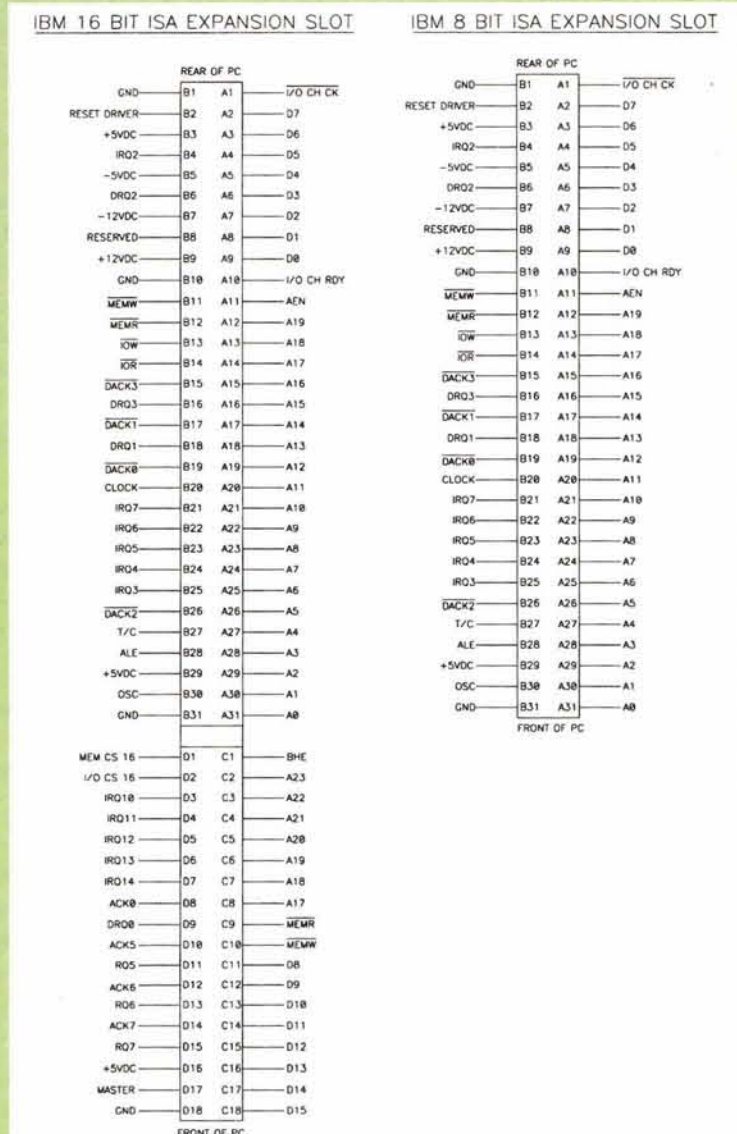 IBM 16 BIT ISA EXPANSION SLOT
REAR OF PC
GND B1 A1 I/O CH CK
RESET DRIVER B2 A2 D7
+5VDC B3 A3 D6
IRQ2 B4 A4 D5
-5VDC B5 A5 D4
DRQ2 B6 A6 D3
-12VDC B7 A7 D2
RESERVED B8 A8 D1
+12VDC B9 A9 D0
GND B10 A10 I/O CH RDY
MEMW B11 A11 AEN
MEMR B12 A12 A19
IOW B13 A13 A18
IOR B14 A14 A17
DACK3 B15 A15 A16
DRQ3 B16 A16 A15
DACK1 B17 A17 A14
DRQ1 B18 A18 A13
DACK0 B19 A19 A12
CLOCK B20 A20 A11
IRQ7 B21 A21 A10
IRQ6 B22 A22 A9
IRQ5 B23 A23 A8
IRQ4 B24 A24 A7
IRQ3 B25 A25 A6
DACK2 B26 A26 A5
T/C B27 A27 A4
ALE B28 A28 A3
+5VDC B29 A29 A2
OSC B30 A30 A1
GND B31 A31 A0
MEM CS 16 D1 C1 BHE
I/O CS 16 D2 C2 A23
IRQ10 D3 C3 A22
IRQ11 D4 C4 A21
IRQ12 D5 C5 A20
IRQ13 D6 C6 A19
IRQ14 D7 C7 A18
ACK0 D8 C8 A17
DRQ0 D9 C9 MEMR
ACK5 D10 C10 MEMW
RQ5 D11 C11 D8
ACK6 D12 C12 D9
RQ6 D13 C13 D10
ACK7 D14 C14 D11
RQ7 D15 C15 D12
+5VDC D16 C16 D13
MASTER D17 C17 D14
GND D18 C18 D15
FRONT OF PC
IBM 8 BIT ISA EXPANSION SLOT
REAR OF PC
GND B1 A1 I/O CH CK
RESET DRIVER B2 A2 D7
+5VDC B3 A3 D6
IRQ2 B4 A4 D5
-5VDC B5 A5 D4
DRQ2 B6 A6 D3
-12VDC B7 A7 D2
RESERVED B8 A8 D1
+12VDC B9 A9 D0
GND B10 A10 I/O CH RDY
MEMW B11 A11 AEN
MEMR B12 A12 A19
IOW B13 A13 A18
IOR B14 A14 A17
DACK3 B15 A15 A16
DRQ3 B16 A16 A15
DACK1 B17 A17 A14
DRQ1 B18 A18 A13
DACK0 B19 A19 A12
CLOCK B20 A20 A11
IRQ7 B21 A21 A10
IRQ6 B22 A22 A9
IRQ5 B23 A23 A8
IRQ4 B24 A24 A7
IRQ3 B25 A25 A6
DACK2 B26 A26 A5
T/C B27 A27 A4
ALE B28 A28 A3
+5VDC B29 A29 A2
OSC B30 A30 A1
GND B31 A31 A0
FRONT OF PC